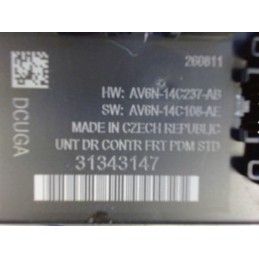 260811
HW: AV6N-14C237-AB
SW: AV6N-14C108-AE
MADE IN CZECH REPUBLIC
UNT DR CONTR FRT PDM STD
31343147
DCUGA